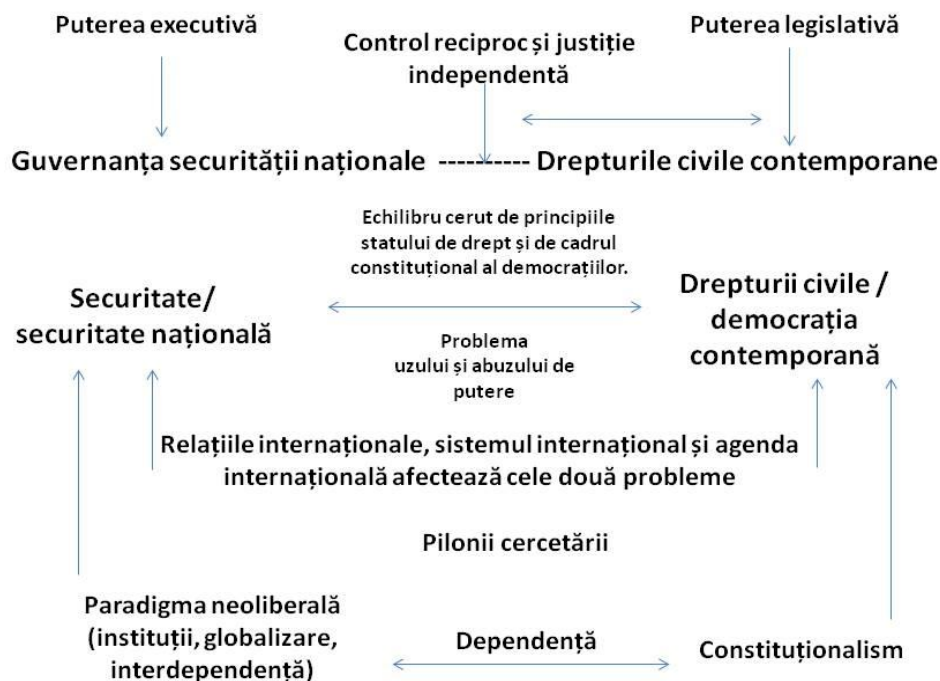 Puterea executivă
Control reciproc și justiție
independentă
Puterea legislativă
Guvernanța securității naționale ---------- Drepturile civile contemporane
Echilibru cerut de principiile
statului de drept și de cadrul
constituțional al democrațiilor.
Securitate/
securitate națională
Drepturii civile /
democrația
contemporană
Problema
uzului și abuzului de
putere
Relațiile internaționale, sistemul internațional și agenda
internațională afectează cele două probleme
Pilonii cercetării
Paradigma neoliberală
(instituții, globalizare,
interdependență)
Dependență
Constituționalism